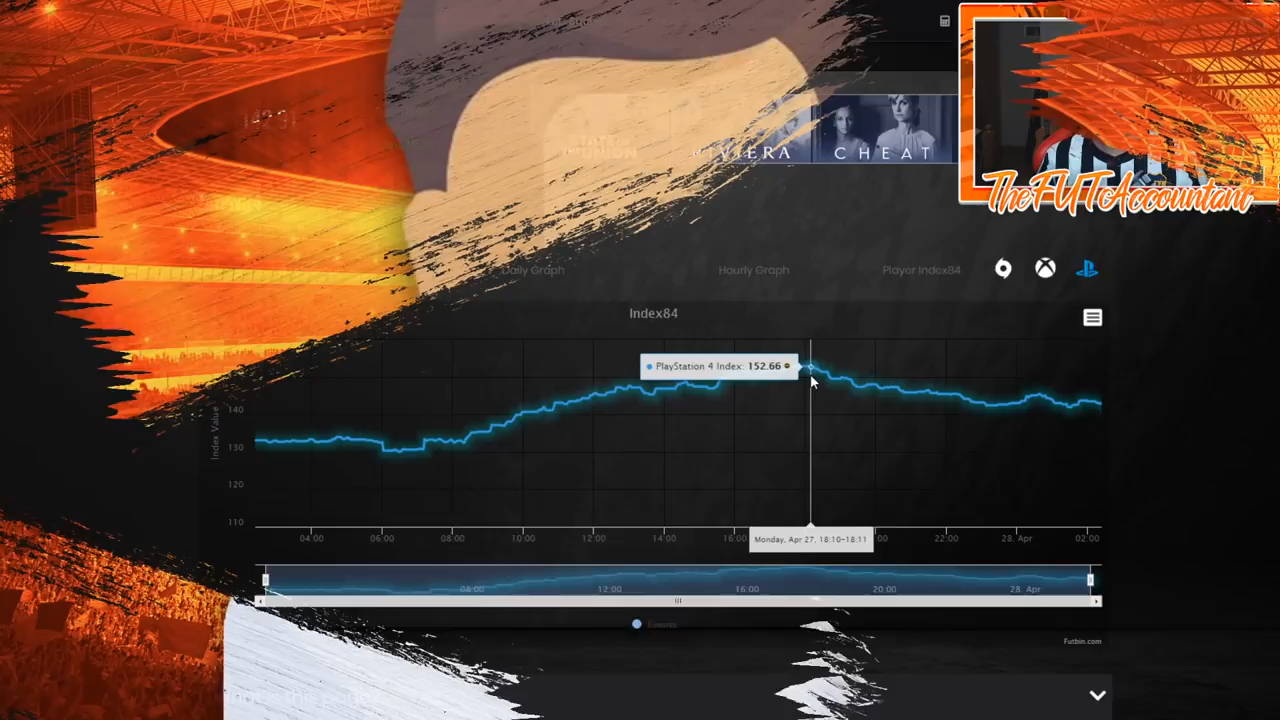 RIVIERA
CHEAT
TheFUTAccountant
Daily Graph
Hourly Graph
Player Index84
Index84
PlayStation 4 Index: 152.66
Index Value
140
130
120
110
04:00
06:00
08:00
10:00
12:00
14:00
16:00
Monday, Apr 27, 18:10-18:11
:00
22:00
28. Apr
02:00
08:00
12:00
16:00
20:00
28. Apr
Events
Futbin.com